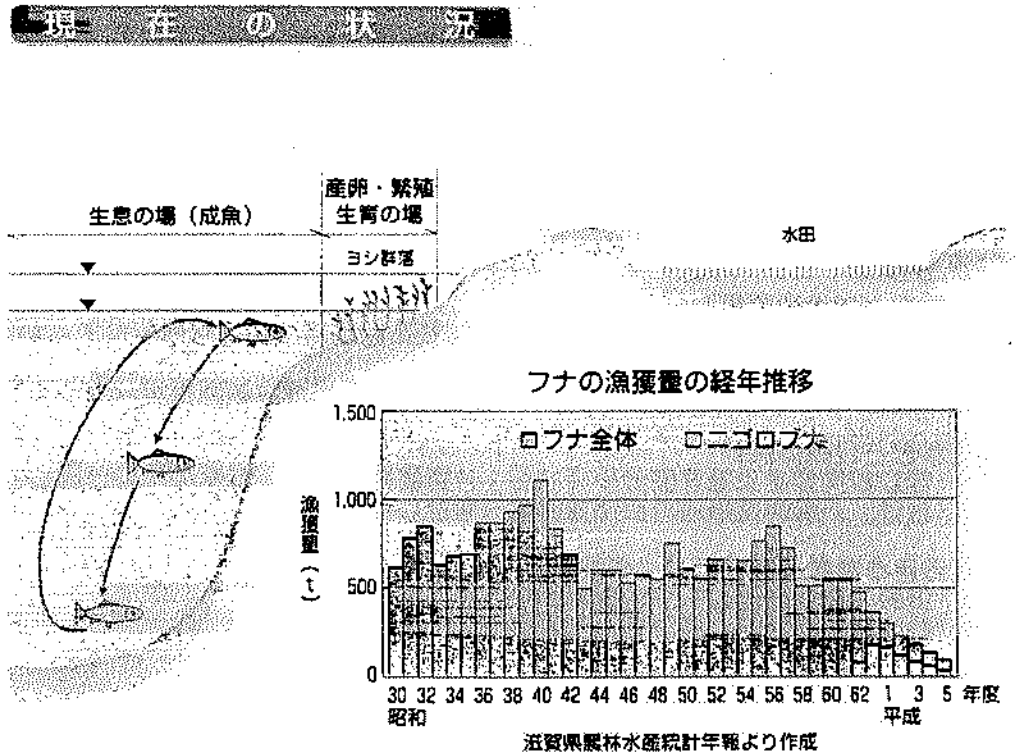 現在の状況
産卵・繁殖
生育の場
生息の場（成魚）
ヨシ群落
水田
フナの漁獲量の経年推移
フナ全体 ニゴロブナ
漁獲量（t）
1,500
1,000
500
0
30 32 34 36 38 40 42 44 46 48 50 52 54 56 58 60 62 1 3 5 年度
昭和 平成
滋賀県農林水産統計年報より作成